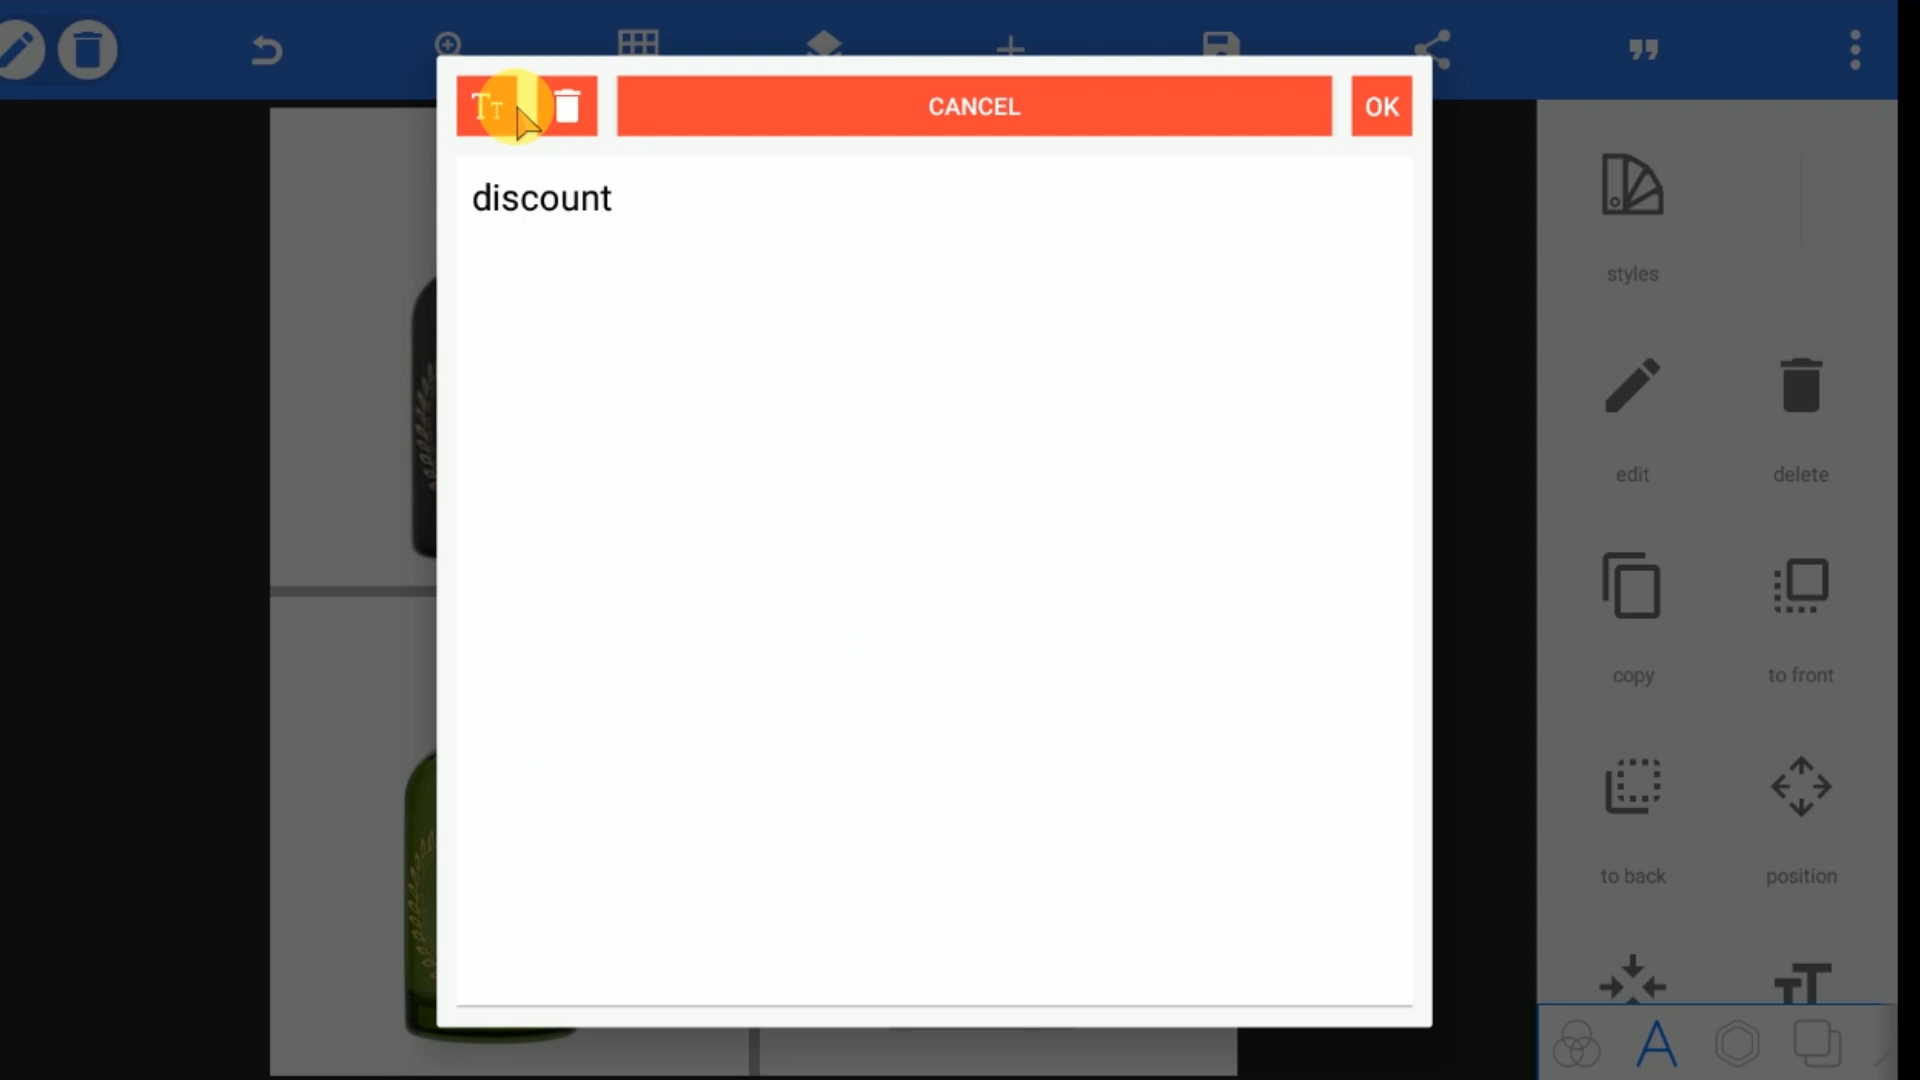 CANCEL
OK
discount
styles
edit
delete
copy
to front
to back
position